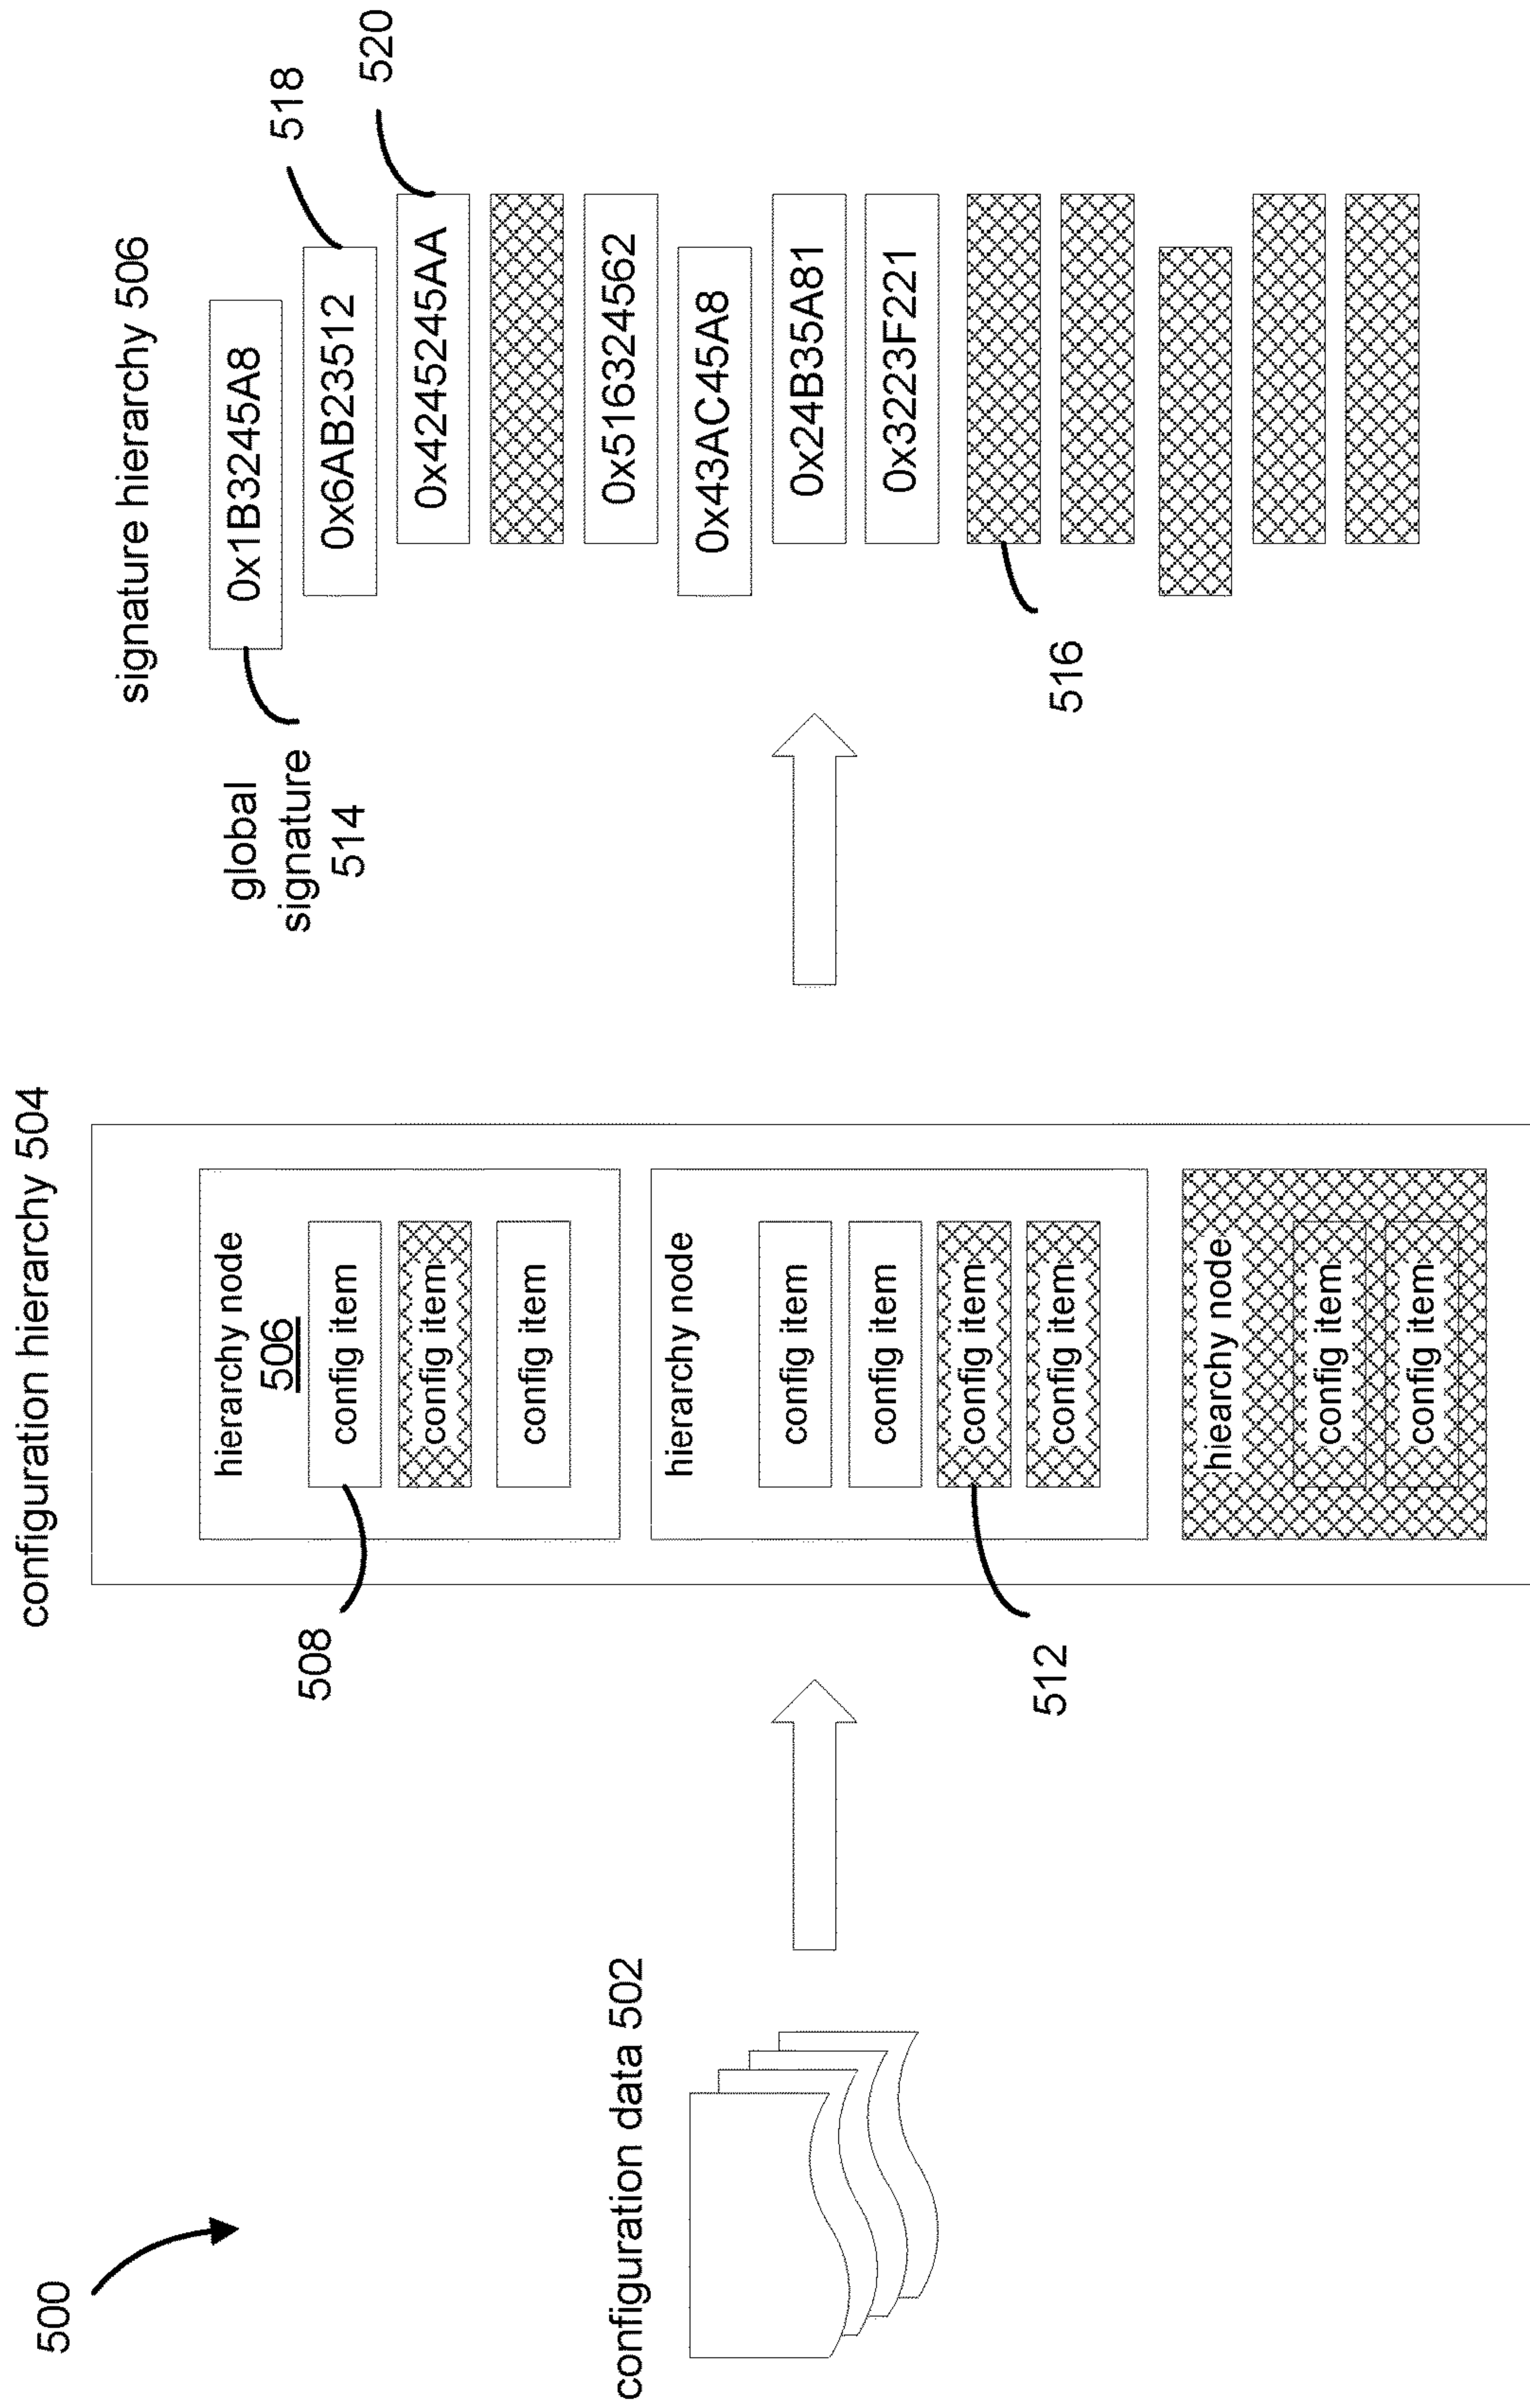 500
configuration data 502
configuration hierarchy 504
hierarchy node
506
config item
config item
config item
508
hierarchy node
config item
config item
config item
config item
512
hiearchy node
config item
config item
signature hierarchy 506
global
signature
514
0x1B3245A8
0x6AB23512
518
0x4245245AA
520
0x516324562
0x43AC45A8
0x24B35A81
0x3223F221
516